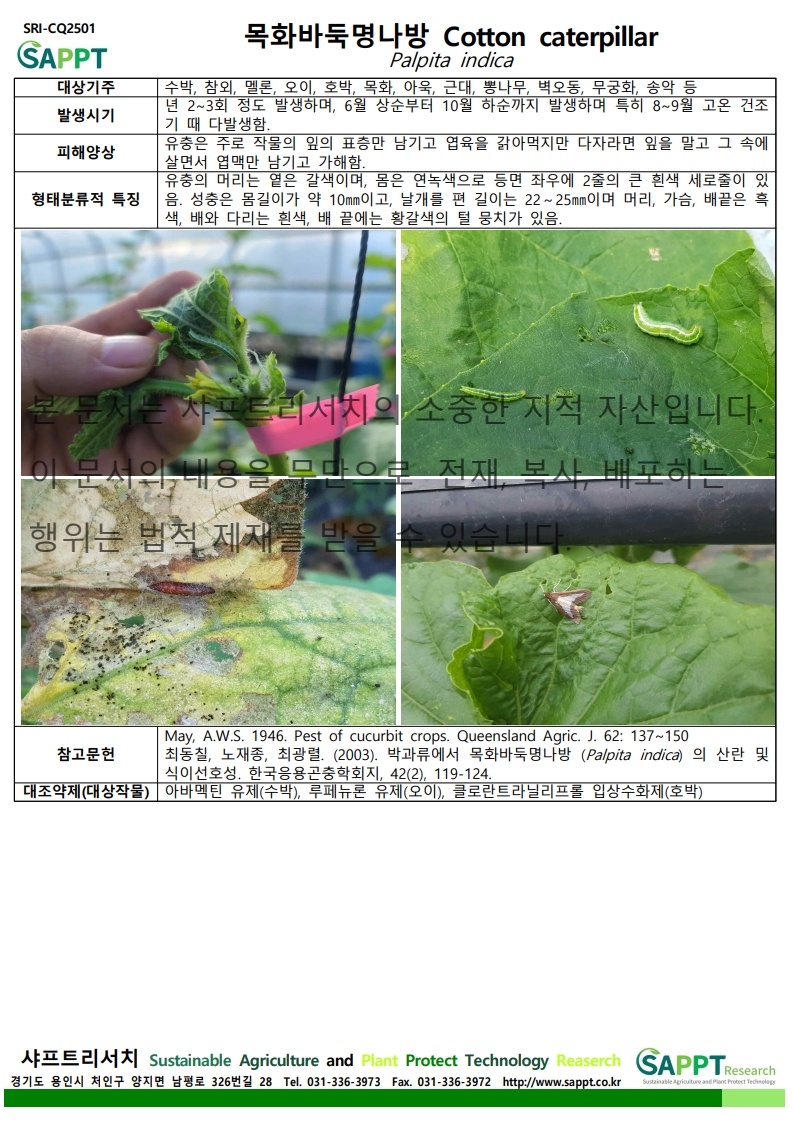 SRI-CQ2501
SAPPT
목화바둑명나방 Cotton caterpillar
Palpita indica
대상기주
수박, 참외, 멜론, 오이, 호박, 목화, 아욱, 근대, 뽕나무, 벽오동, 무궁화, 송악 등
발생시기
년 2~3회 정도 발생하며, 6월 상순부터 10월 하순까지 발생하며 특히 8~9월 고온 건조
기 때 다발생함.
피해양상
유충은 주로 작물의 잎의 표층만 남기고 엽육을 갉아먹지만 다자라면 잎을 말고 그 속에
살면서 엽맥만 남기고 가해함.
형태분류적 특징
유충의 머리는 옅은 갈색이며, 몸은 연녹색으로 등면 좌우에 2줄의 큰 흰색 세로줄이 있
음. 성충은 몸길이가 약 10㎜이고, 날개를 편 길이는 22～25㎜이며 머리, 가슴, 배끝은 흑
색, 배와 다리는 흰색, 배 끝에는 황갈색의 털 뭉치가 있음.
본 문서는 샤프트리서치의 소중한 지적 자산입니다.
이 문서의 내용을 무단으로 전재, 복사, 배포하는
행위는 법적 제재를 받을 수 있습니다.
참고문헌
May, A.W.S. 1946. Pest of cucurbit crops. Queensland Agric. J. 62: 137~150
최동칠, 노재종, 최광렬. (2003). 박과류에서 목화바둑명나방 (Palpita indica) 의 산란 및
식이선호성. 한국응용곤충학회지, 42(2), 119-124.
대조약제(대상작물)
아바멕틴 유제(수박), 루페뉴론 유제(오이), 클로란트라닐리프롤 입상수화제(호박)
샤프트리서치 Sustainable Agriculture and Plant Protect Technology Reaserch
경기도 용인시 처인구 양지면 남평로 326번길 28 Tel. 031-336-3973 Fax. 031-336-3972 http://www.sappt.co.kr
SAPPT Research
Sustainable Agriculture and Plant Protect Technology